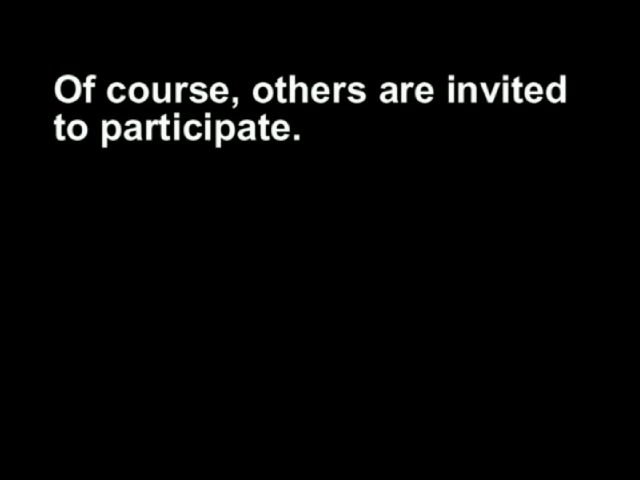 Of course, others are invited
to participate.